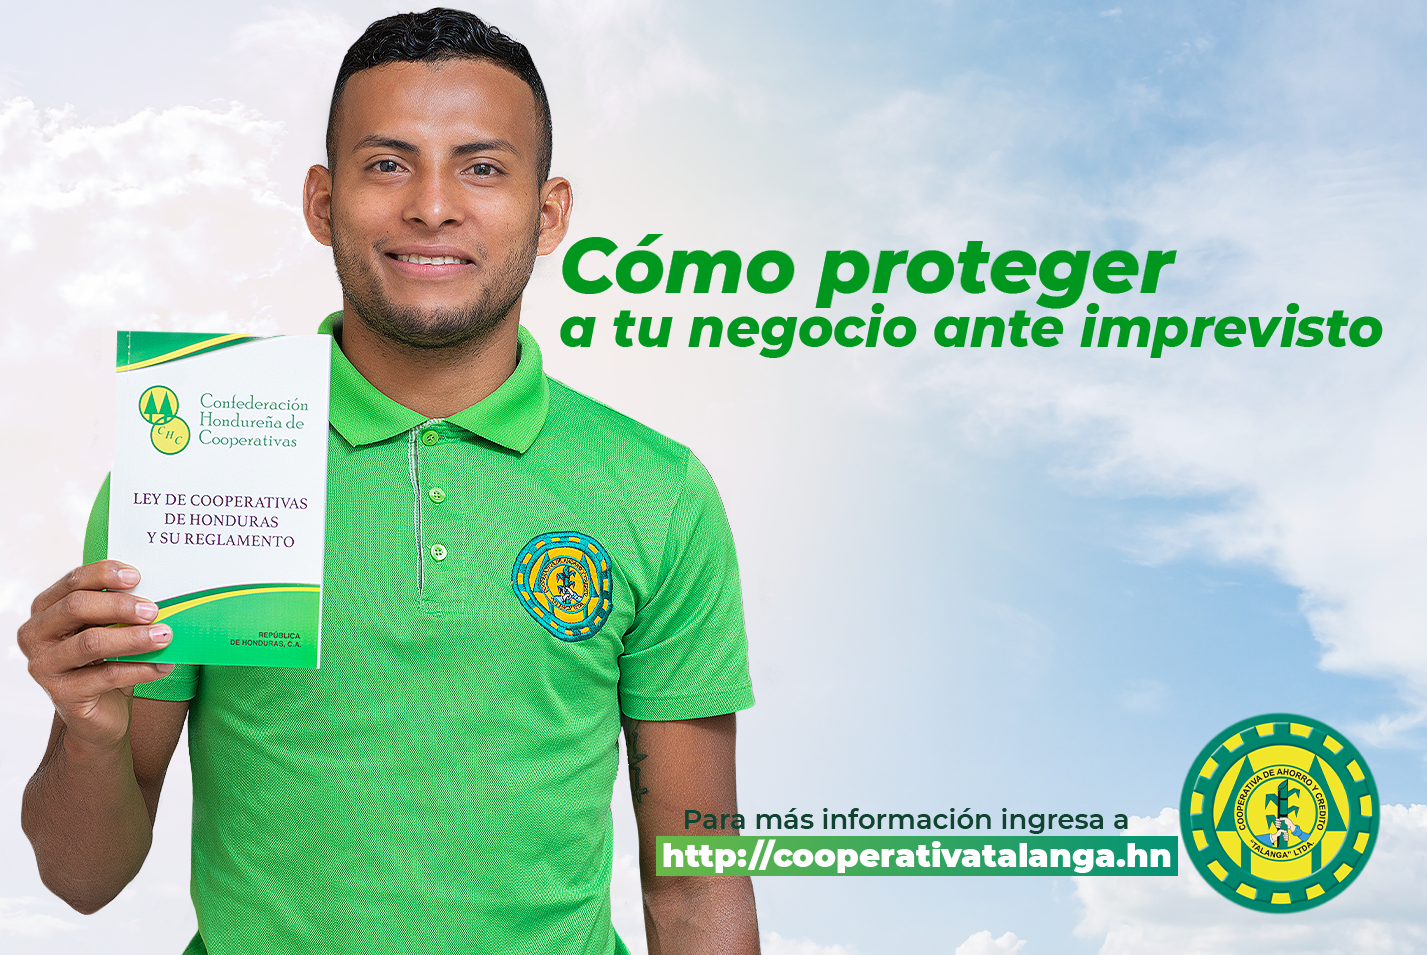 Cómo proteger
a tu negocio ante imprevisto
Confederación
Hondureña de
Cooperativas
CHC
LEY DE COOPERATIVAS
DE HONDURAS
Y SU REGLAMENTO
REPÚBLICA
DE HONDURAS, C.A.
Para más información ingresa a
http://cooperativatalanga.hn
COOPERATIVA DE AHORRO Y CREDITO
"TALANGA" LTDA.